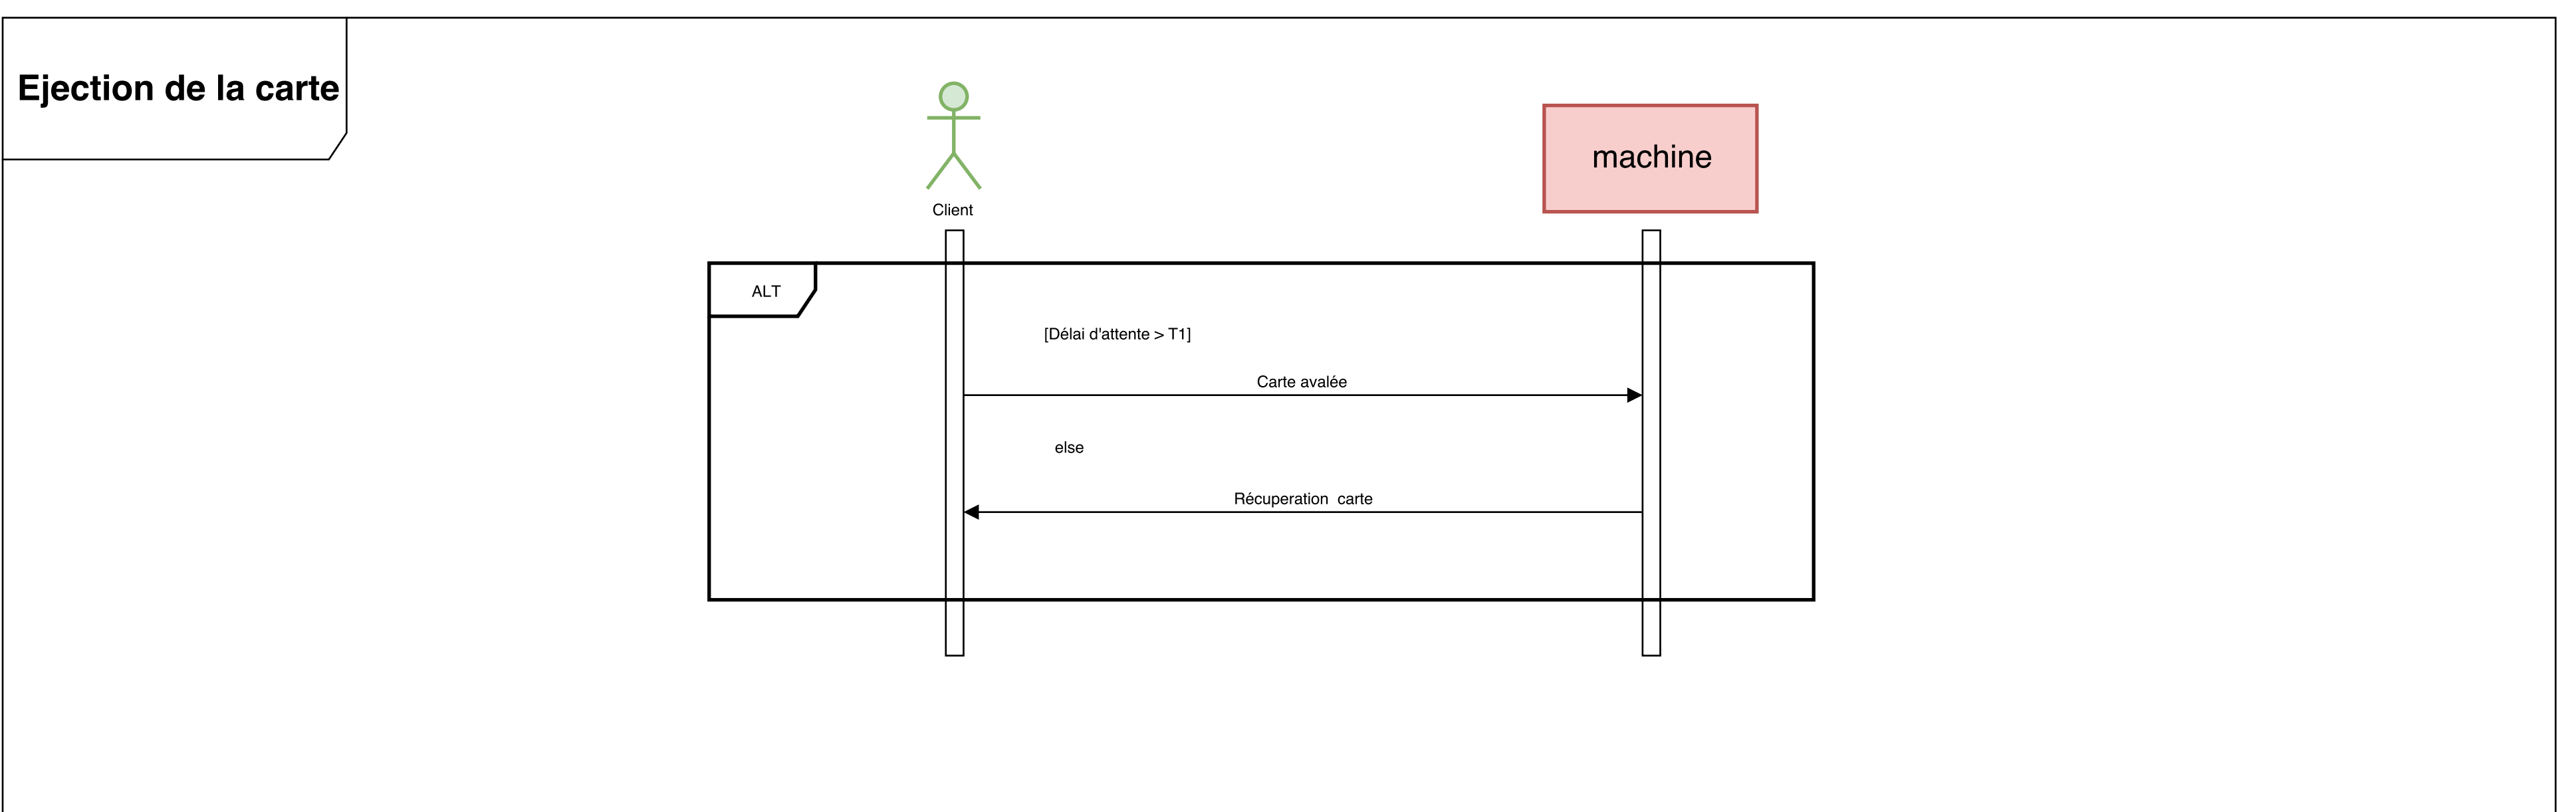 Ejection de la carte
Client
machine
ALT
[Délai d'attente > T1]
Carte avalée
else
Récuperation  carte